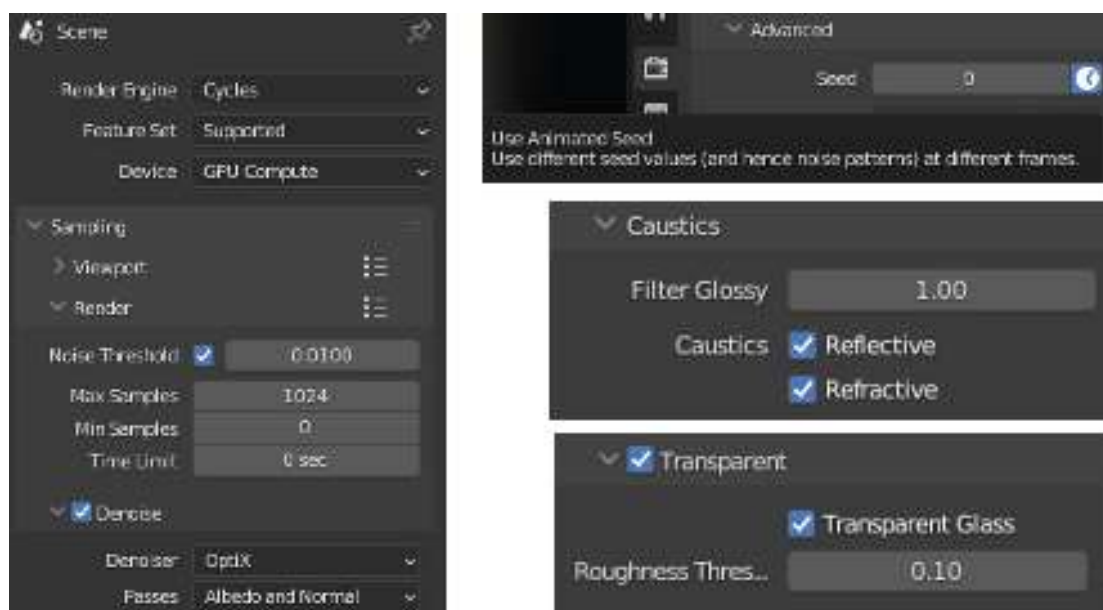 Scene
Render Engine Cycles
Feature Set Supported
Device GPU Compute
Sampling
Viewport
Render
Noise Threshold 0.0100
Max Samples 1024
Min Samples 0
Time Limit 0 sec
Denoise
Denoiser OptiX
Passes Albedo and Normal
Advanced
Seed 0
Use Animated Seed
Use different seed values (and hence noise patterns) at different frames.
Caustics
Filter Glossy 1.00
Caustics Reflective
Refractive
Transparent
Transparent Glass
Roughness Thres... 0.10